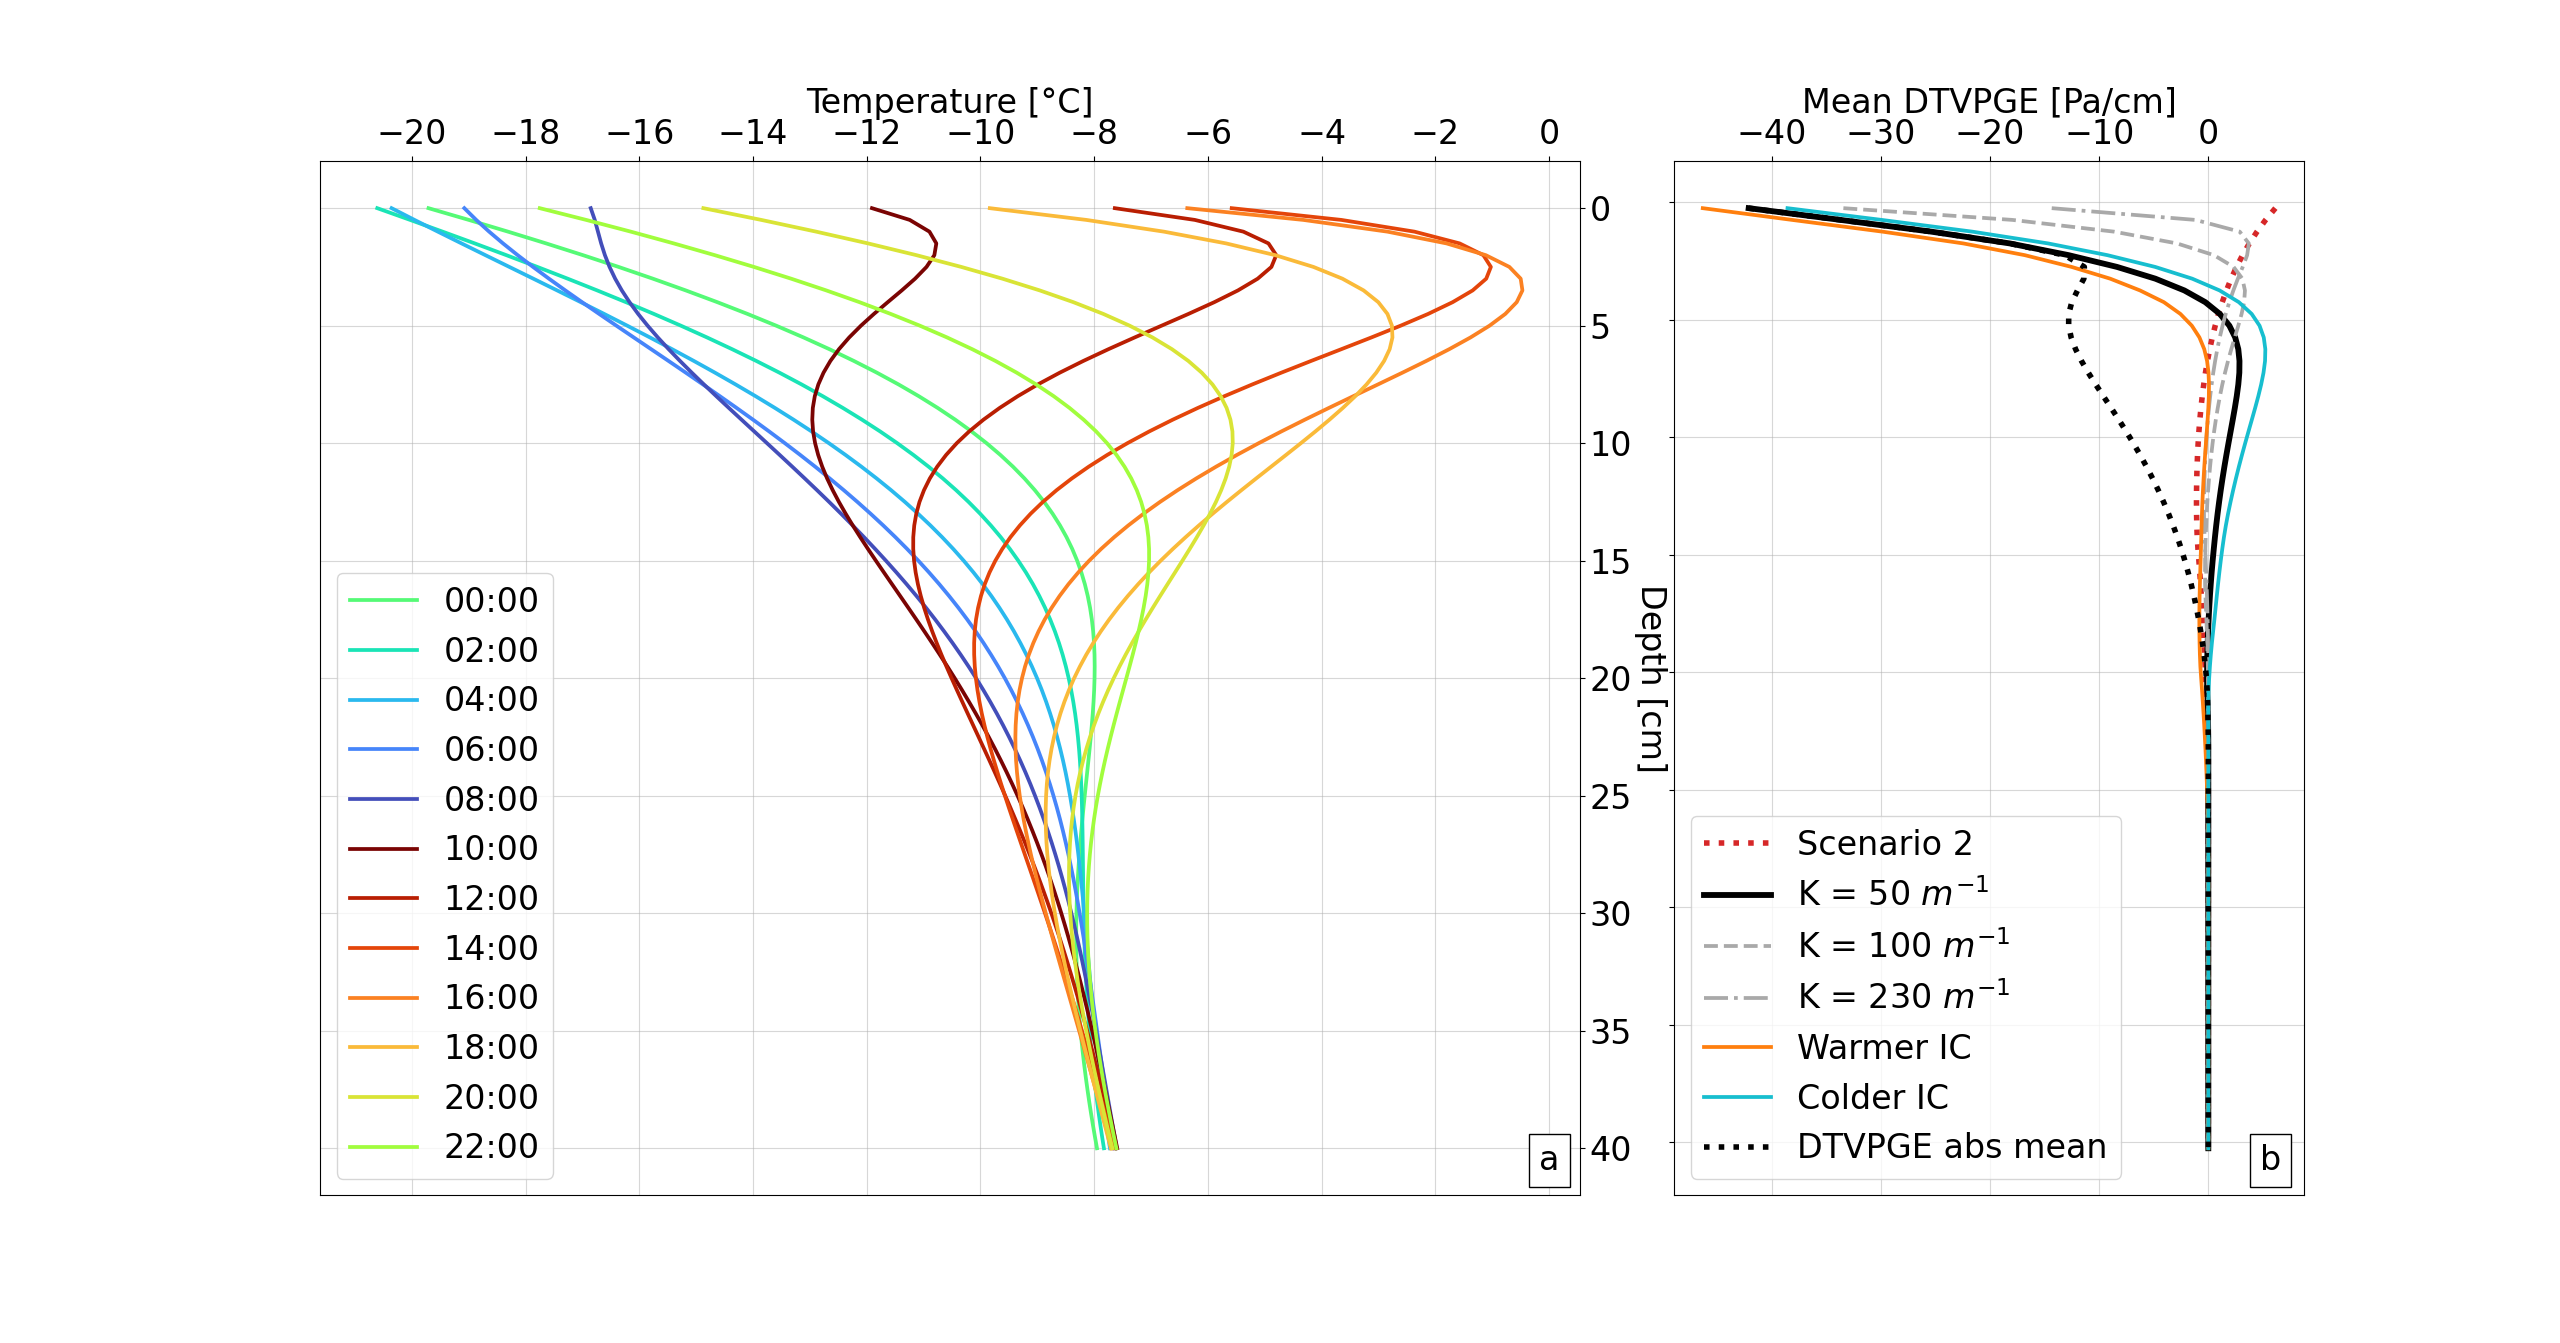 Temperature [°C]
−20 −18 −16 −14 −12 −10 −8 −6 −4 −2 0
00:00
02:00
04:00
06:00
08:00
10:00
12:00
14:00
16:00
18:00
20:00
22:00
a
0
5
10
15
20
25
30
35
40
Depth [cm]
Mean DTVPGE [Pa/cm]
−40 −30 −20 −10 0
Scenario 2
K = 50 m⁻¹
K = 100 m⁻¹
K = 230 m⁻¹
Warmer IC
Colder IC
DTVPGE abs mean
b